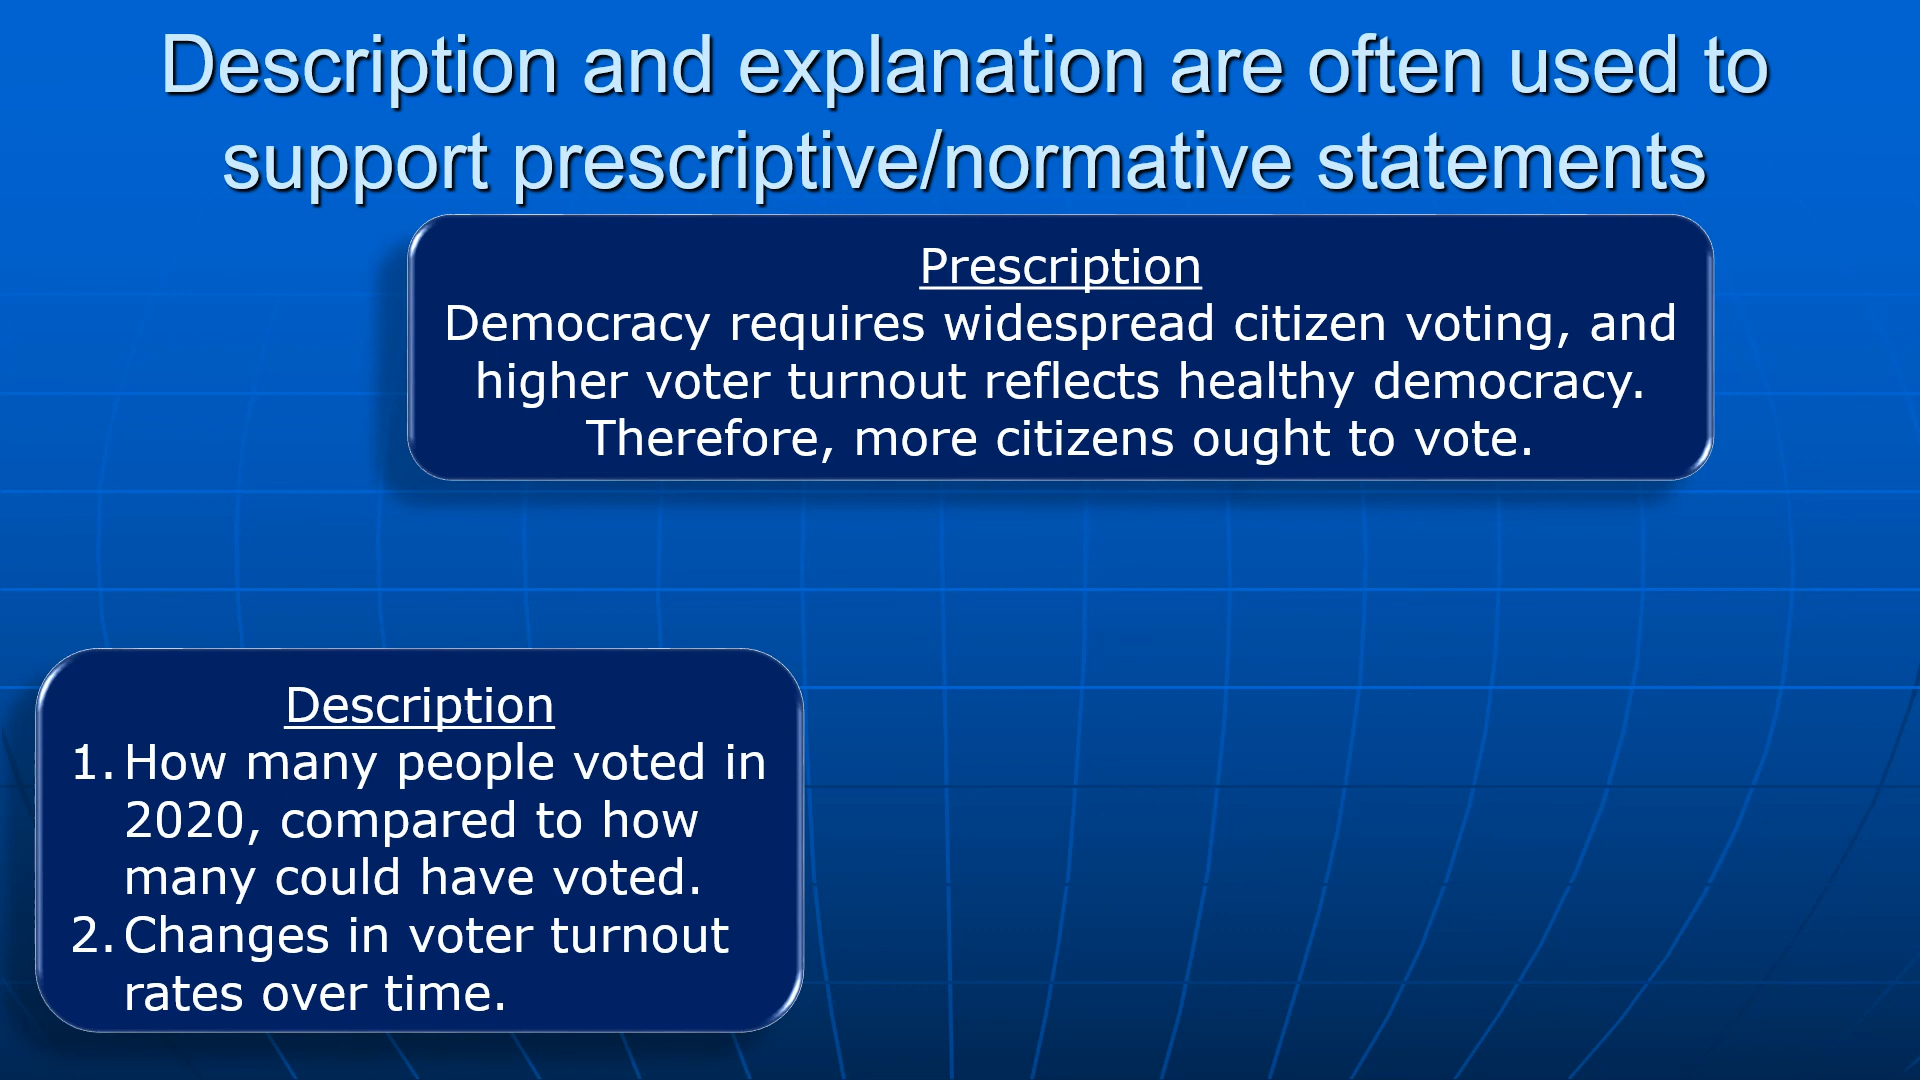 Description and explanation are often used to
support prescriptive/normative statements
Prescription
Democracy requires widespread citizen voting, and
higher voter turnout reflects healthy democracy.
Therefore, more citizens ought to vote.
Description
1. How many people voted in
2020, compared to how
many could have voted.
2. Changes in voter turnout
rates over time.